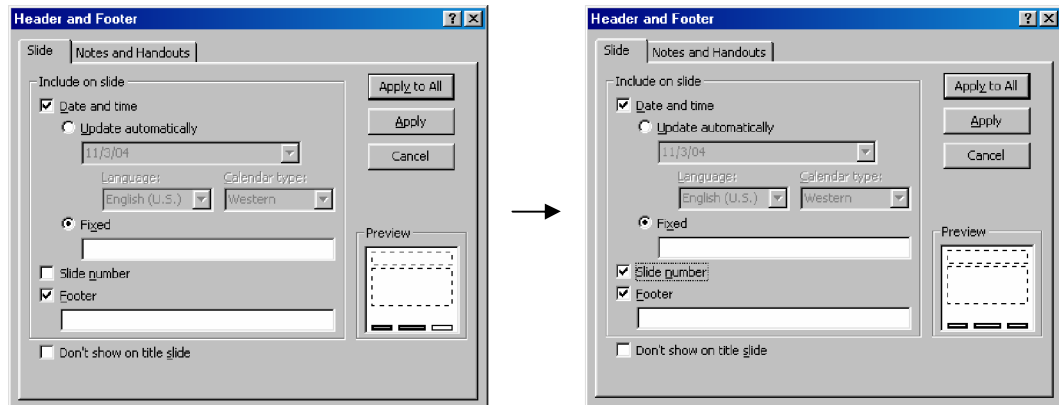 Header and Footer
Slide
Notes and Handouts
Include on slide
Date and time
Update automatically
11/3/04
Language:
Calendar type:
English (U.S.)
Western
Fixed
Slide number
Footer
Don't show on title slide
Apply to All
Apply
Cancel
Preview
Header and Footer
Slide
Notes and Handouts
Include on slide
Date and time
Update automatically
11/3/04
Language:
Calendar type:
English (U.S.)
Western
Fixed
Slide number
Footer
Don't show on title slide
Apply to All
Apply
Cancel
Preview